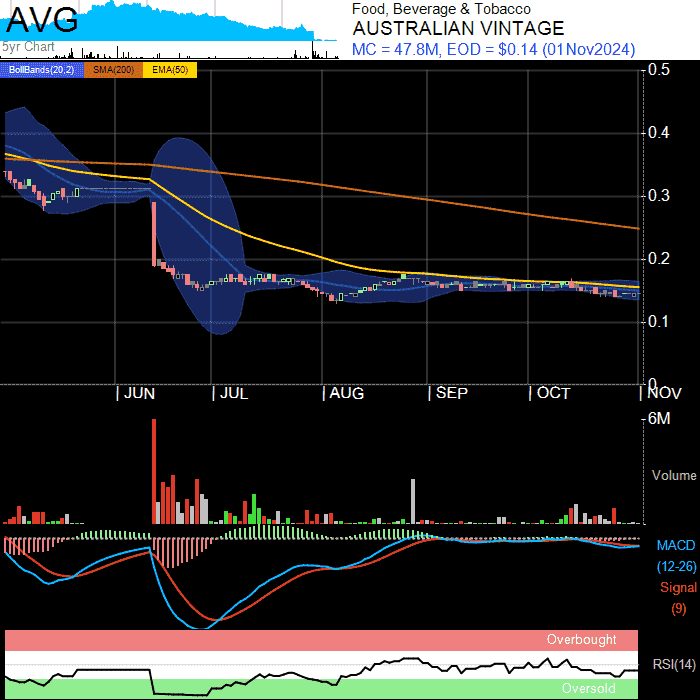 AVG
5yr Chart
Food, Beverage & Tobacco
AUSTRALIAN VINTAGE
MC = 47.8M, EOD = $0.14 (01Nov2024)
BollBands(20,2) SMA(200) EMA(50)
0.5
0.4
0.3
0.2
0.1
0
JUN JUL AUG SEP OCT NOV
6M
Volume
MACD
(12-26)
Signal
(9)
Overbought
RSI(14)
Oversold